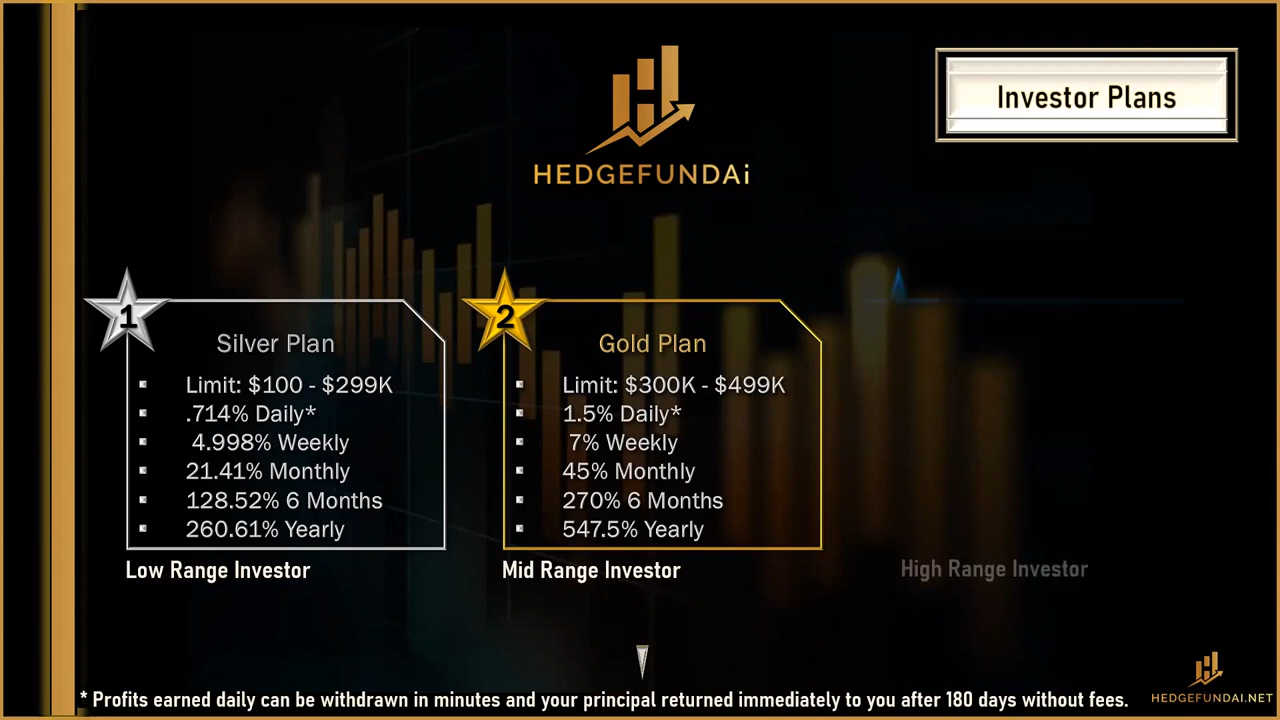 Investor Plans
HEDGEFUNDAi
1
Silver Plan
Limit: $100 - $299K
.714% Daily*
4.998% Weekly
21.41% Monthly
128.52% 6 Months
260.61% Yearly
Low Range Investor
2
Gold Plan
Limit: $300K - $499K
1.5% Daily*
7% Weekly
45% Monthly
270% 6 Months
547.5% Yearly
Mid Range Investor
High Range Investor
* Profits earned daily can be withdrawn in minutes and your principal returned immediately to you after 180 days without fees.
HEDGEFUNDAi.NET